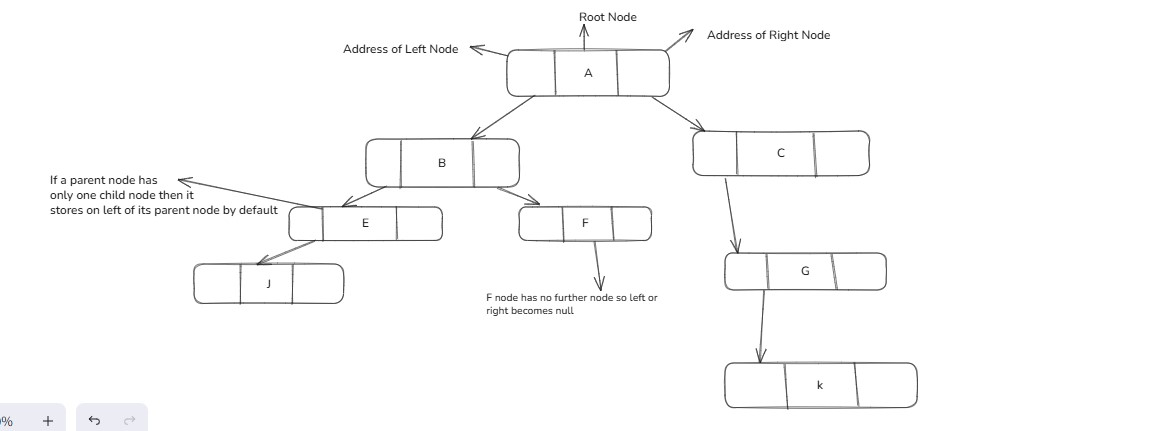 Root Node
Address of Left Node
Address of Right Node
A
B
C
If a parent node has
only one child node then it
stores on left of its parent node by default
E
F
J
G
F node has no further node so left or
right becomes null
k
%
+